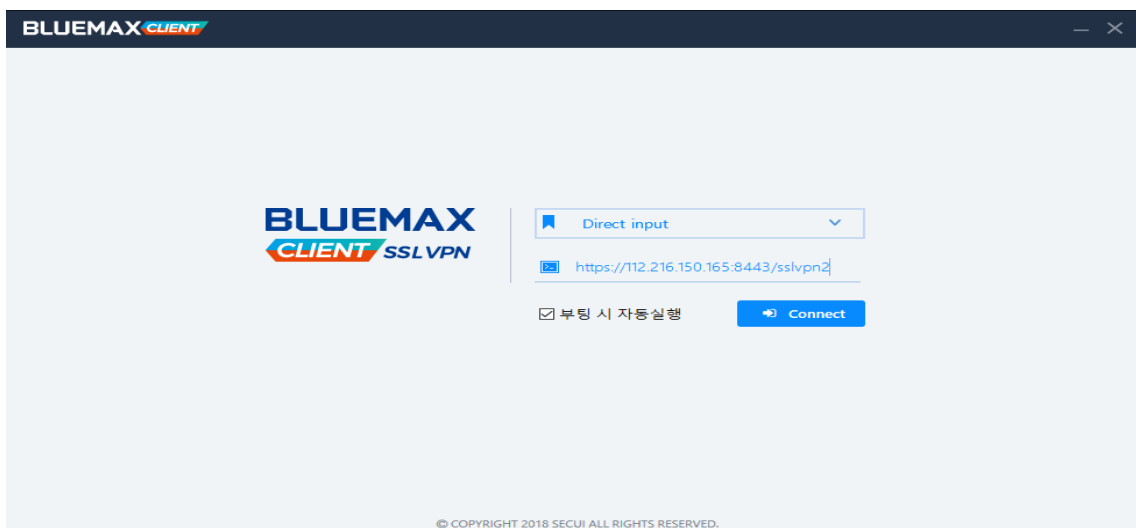 BLUEMAX CLIENT
BLUEMAX
CLIENT SSLVPN
Direct input
https://112.216.150.165:8443/sslvpn2
부팅 시 자동실행
Connect
© COPYRIGHT 2018 SECUI ALL RIGHTS RESERVED.